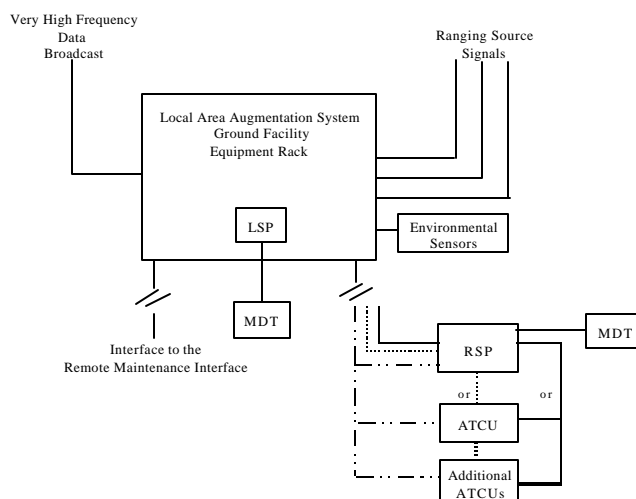 Very High Frequency
Data
Broadcast
Ranging Source
Signals
Local Area Augmentation System
Ground Facility
Equipment Rack
LSP
Environmental
Sensors
MDT
Interface to the
Remote Maintenance Interface
RSP
MDT
or
or
ATCU
Additional
ATCUs